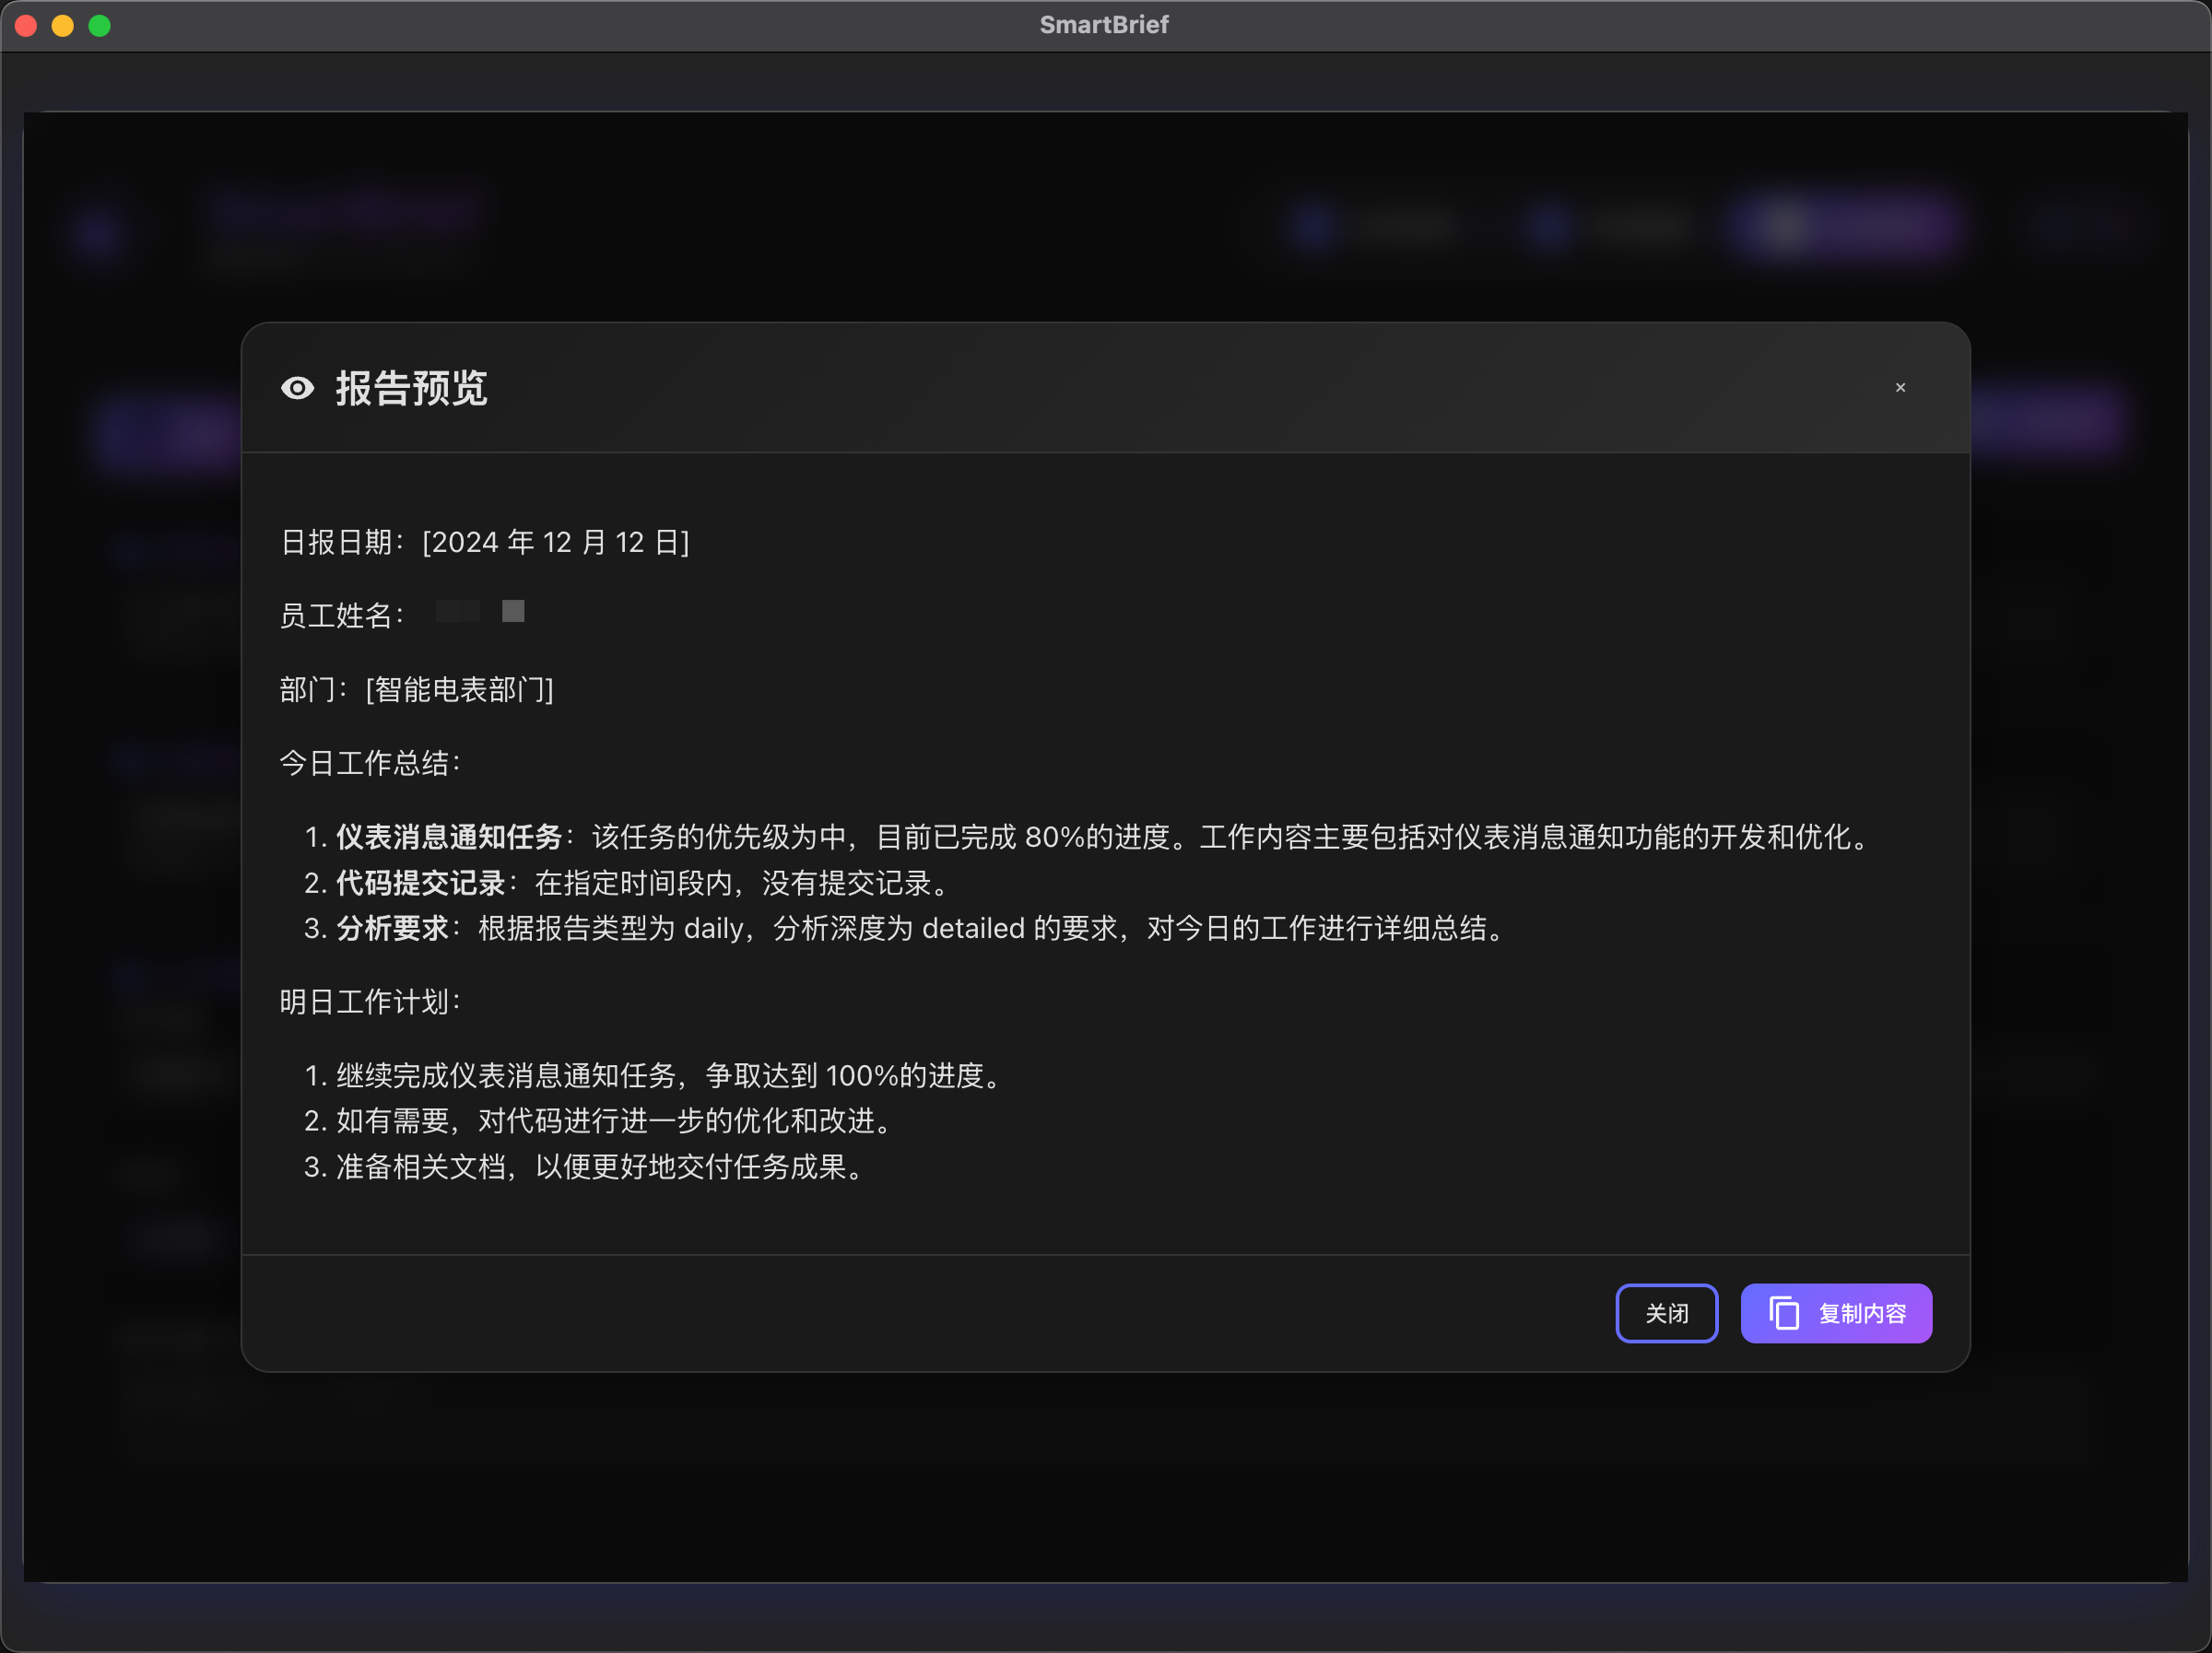 SmartBrief
报告预览
×
日报日期：[2024 年 12 月 12 日]
员工姓名：
部门：[智能电表部门]
今日工作总结：
1. 仪表消息通知任务：该任务的优先级为中，目前已完成 80%的进度。工作内容主要包括对仪表消息通知功能的开发和优化。
2. 代码提交记录：在指定时间段内，没有提交记录。
3. 分析要求：根据报告类型为 daily，分析深度为 detailed 的要求，对今日的工作进行详细总结。
明日工作计划：
1. 继续完成仪表消息通知任务，争取达到 100%的进度。
2. 如有需要，对代码进行进一步的优化和改进。
3. 准备相关文档，以便更好地交付任务成果。
关闭
复制内容